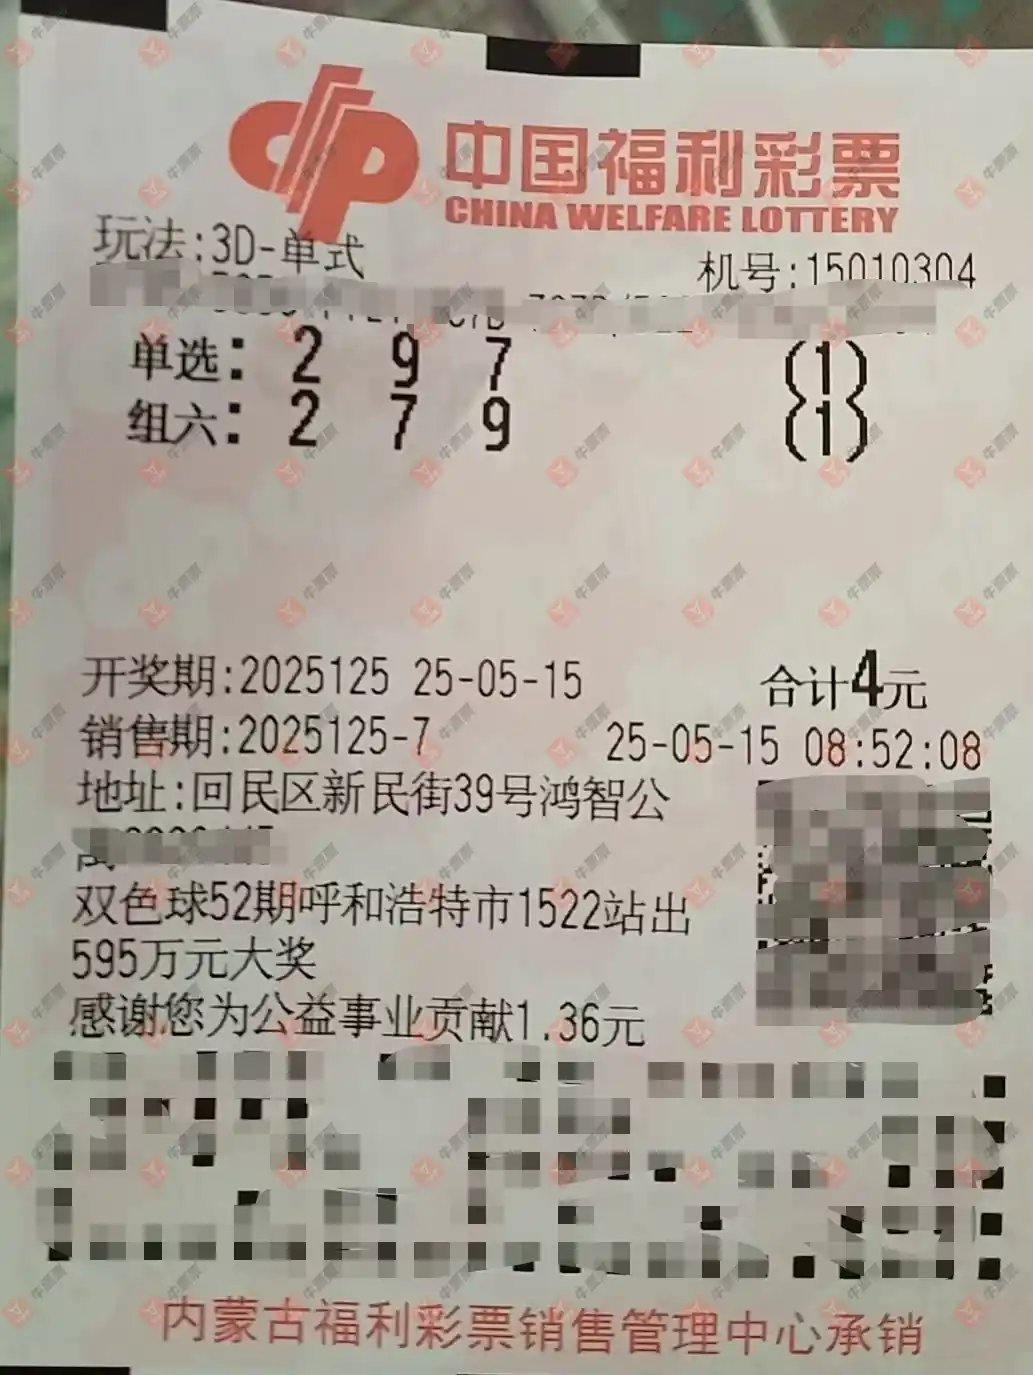 中国福利彩票
CHINA WELFARE LOTTERY
玩法:3D-单式
机号:15010304
单选: 2 9 7 (1)
组六: 2 7 9 (1)
开奖期:2025125 25-05-15 合计4元
销售期:2025125-7 25-05-15 08:52:08
地址:回民区新民街39号鸿智公
双色球52期呼和浩特市1522站出
595万元大奖
感谢您为公益事业贡献1.36元
内蒙古福利彩票销售管理中心承销